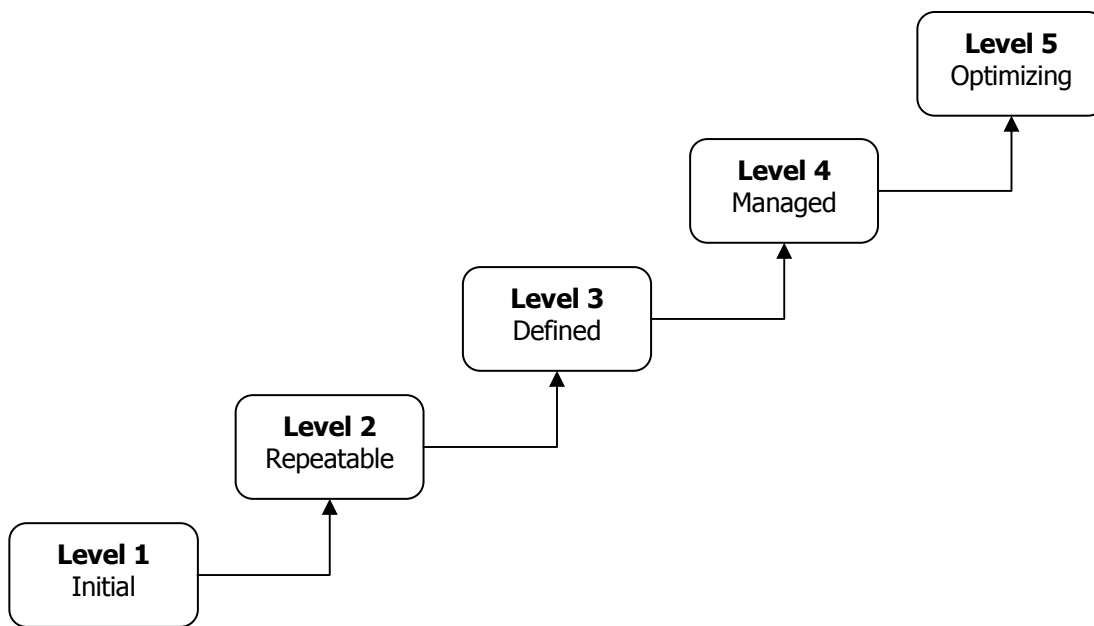 Level 5
Optimizing
Level 4
Managed
Level 3
Defined
Level 2
Repeatable
Level 1
Initial